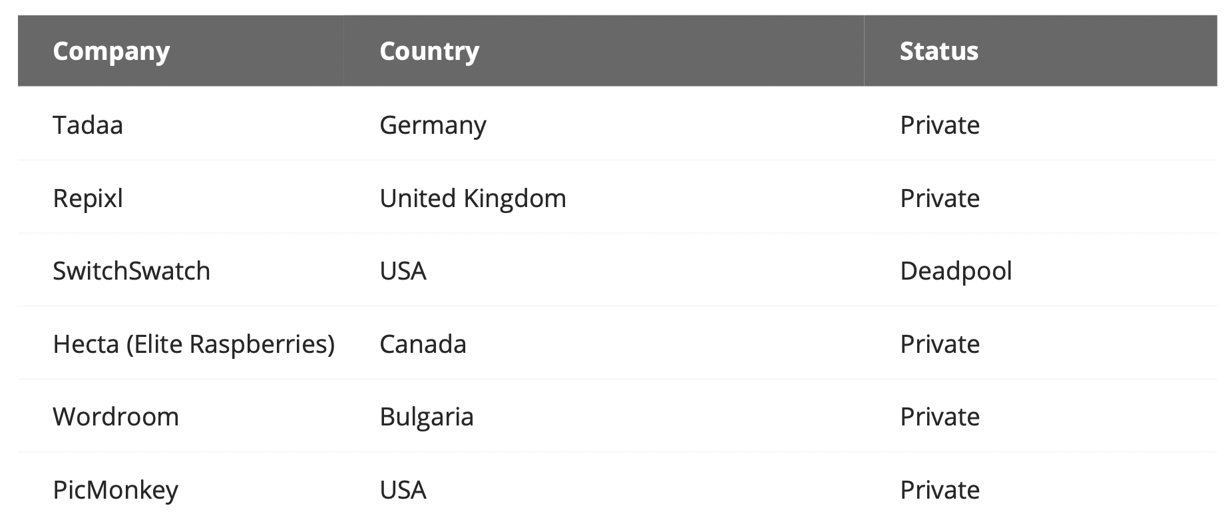 Company Country Status
Tadaa Germany Private
Repixl United Kingdom Private
SwitchSwatch USA Deadpool
Hecta (Elite Raspberries) Canada Private
Wordroom Bulgaria Private
PicMonkey USA Private